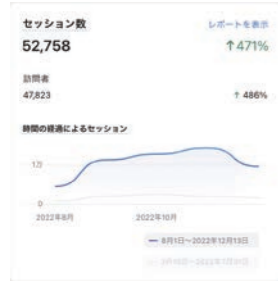 セッション数
レポートを表示
52,758
↑471%
訪問者
47,823
↑ 486%
時間の経過によるセッション
1万
0
2022年8月
2022年10月
8月1日〜2022年12月13日